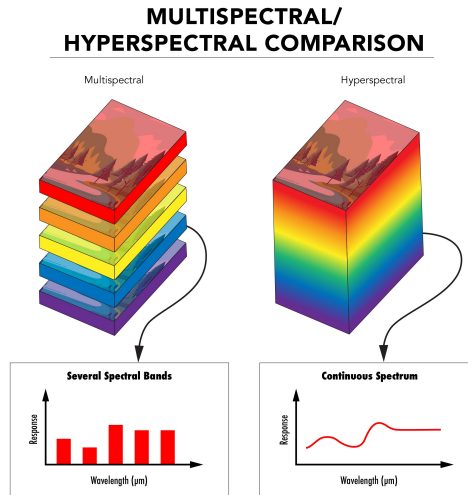 MULTISPECTRAL/
HYPERSPECTRAL COMPARISON
Multispectral
Hyperspectral
Several Spectral Bands
Response
Wavelength (µm)
Continuous Spectrum
Response
Wavelength (µm)